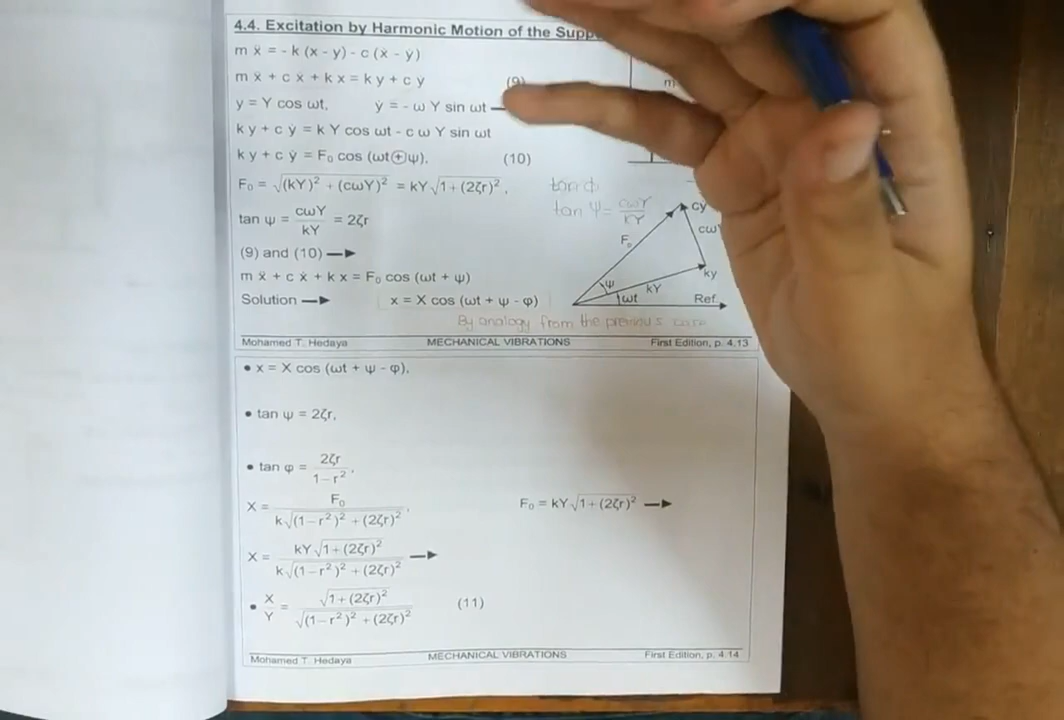 4.4. Excitation by Harmonic Motion of the Supp
m ẍ = - k (x - y) - c (ẋ - ẏ)
m ẍ + c ẋ + k x = k y + c ẏ (9)
m
y = Y cos ωt, ẏ = - ω Y sin ωt
k y + c ẏ = k Y cos ωt - c ω Y sin ωt
k y + c ẏ = F₀ cos (ωt + ψ), (10)
F₀ = √((kY)² + (cωY)²) = kY√(1 + (2ζr)²),
tan φ
tan ψ = cωY/kY
tan ψ = cωY/kY = 2ζr
cẏ
cωY
F₀
ky
ψ
kY
ωt
Ref.
(9) and (10) →
m ẍ + c ẋ + k x = F₀ cos (ωt + ψ)
Solution → x = X cos (ωt + ψ - φ)
By analogy from the previous case
Mohamed T. Hedaya MECHANICAL VIBRATIONS First Edition, p. 4.13
• x = X cos (ωt + ψ - φ),
• tan ψ = 2ζr,
• tan φ = 2ζr/(1 - r²),
X = F₀/(k√((1 - r²)² + (2ζr)²)), F₀ = kY√(1 + (2ζr)²) →
X = kY√(1 + (2ζr)²)/(k√((1 - r²)² + (2ζr)²)) →
• X/Y = √(1 + (2ζr)²)/√((1 - r²)² + (2ζr)²) (11)
Mohamed T. Hedaya MECHANICAL VIBRATIONS First Edition, p. 4.14